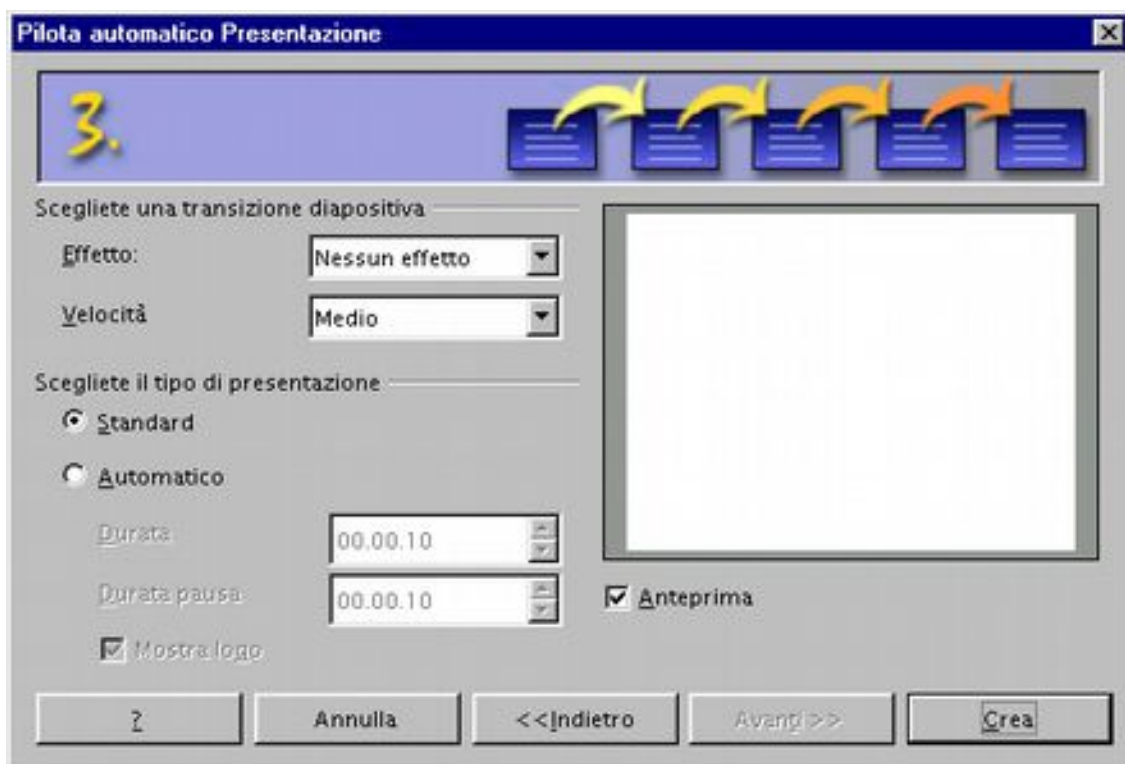 Pilota automatico Presentazione
3.
Scegliete una transizione diapositiva
Effetto:
Nessun effetto
Velocità
Medio
Scegliete il tipo di presentazione
Standard
Automatico
Durata
00.00.10
Durata pausa
00.00.10
Mostra logo
Anteprima
?
Annulla
<<Indietro
Avanti >>
Crea